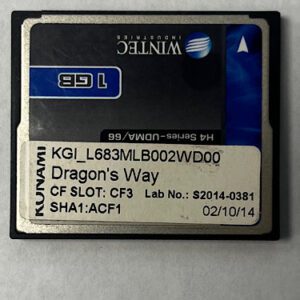 WINTEC
INDUSTRIES
1 GB
H4 Series-UDMA/66
KONAMI
KGI_L683MLB002WD00
Dragon's Way
CF SLOT: CF3 Lab No.: S2014-0381
SHA1:ACF1 02/10/14